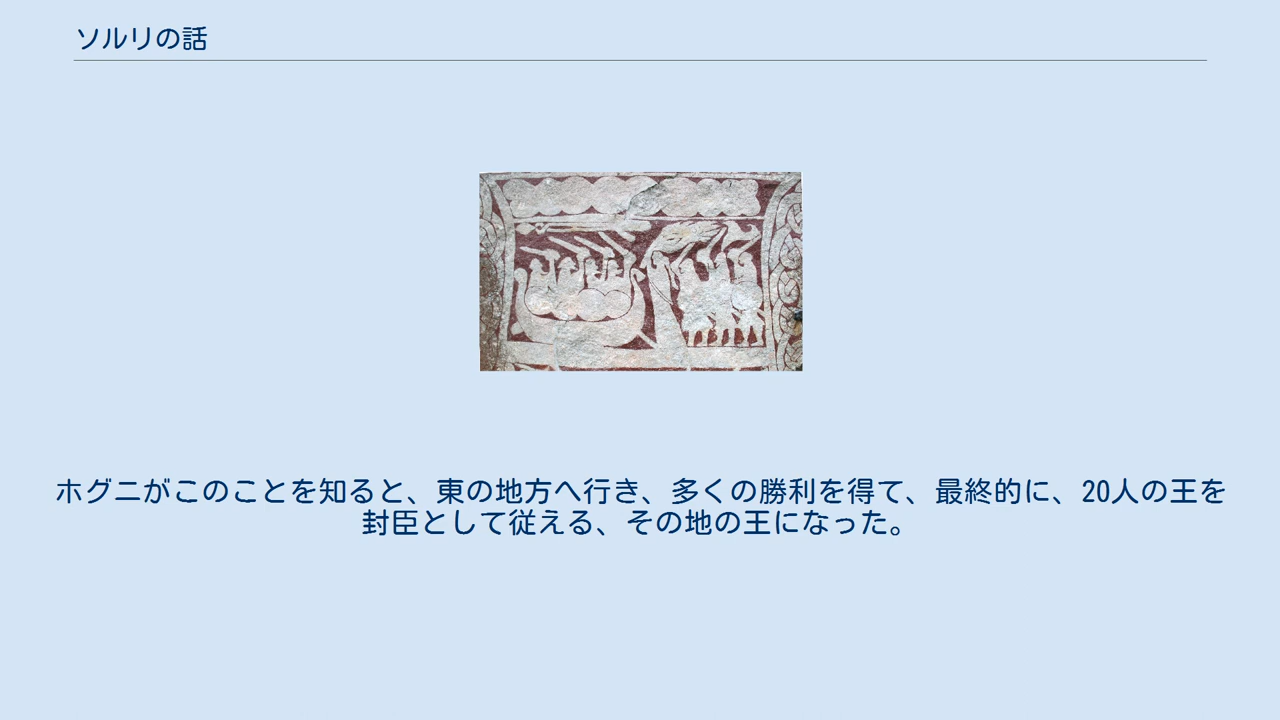 ソルリの話
ホグニがこのことを知ると、東の地方へ行き、多くの勝利を得て、最終的に、20人の王を
封臣として従える、その地の王になった。